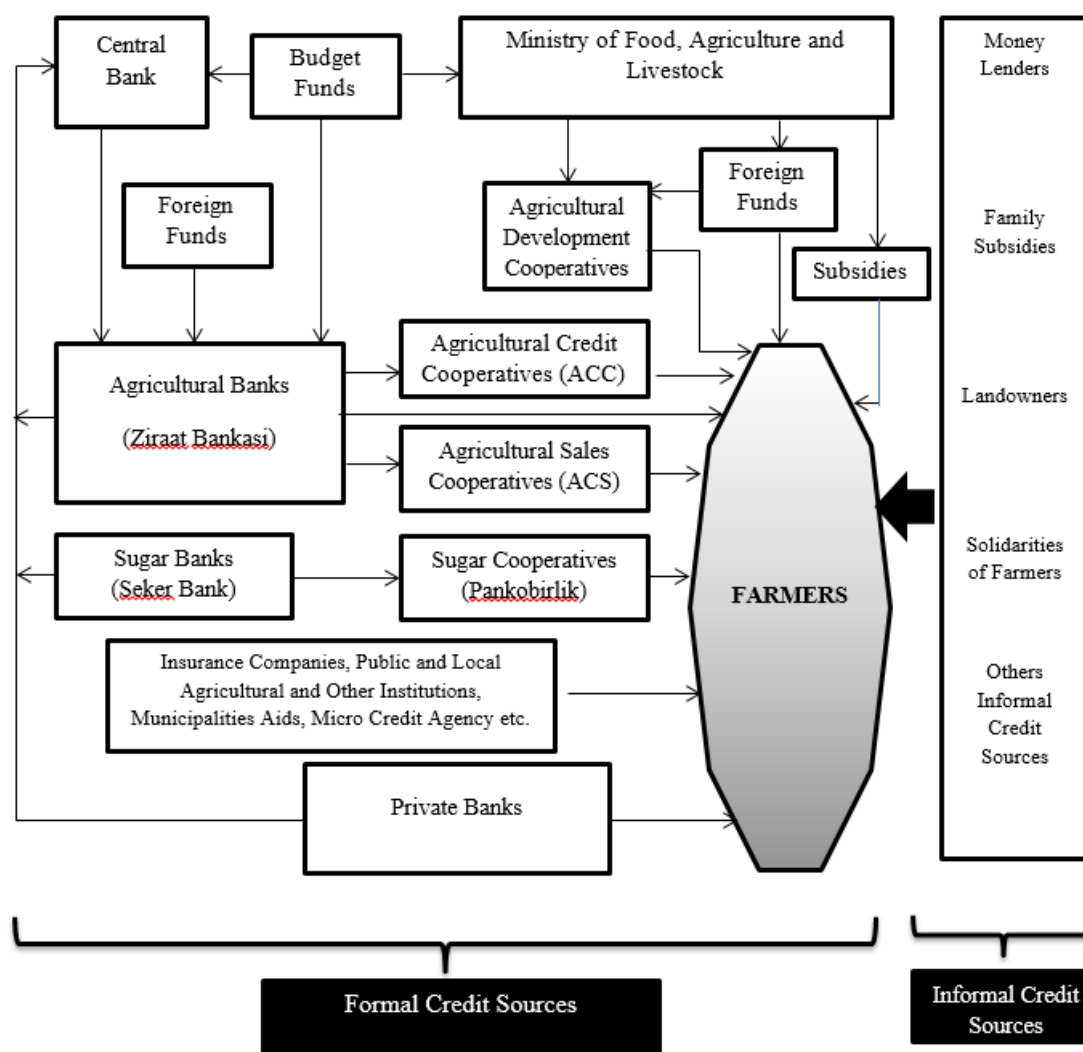 Central
Bank
Budget
Funds
Ministry of Food, Agriculture and
Livestock
Money
Lenders
Foreign
Funds
Agricultural
Development
Cooperatives
Foreign
Funds
Family
Subsidies
Subsidies
Agricultural Banks
(Ziraat Bankasi)
Agricultural Credit
Cooperatives (ACC)
Landowners
Agricultural Sales
Cooperatives (ACS)
Sugar Banks
(Seker Bank)
Sugar Cooperatives
(Pankobirlik)
FARMERS
Solidarities
of Farmers
Insurance Companies, Public and Local
Agricultural and Other Institutions,
Municipalities Aids, Micro Credit Agency etc.
Others
Informal
Credit
Sources
Private Banks
Formal Credit Sources
Informal Credit
Sources